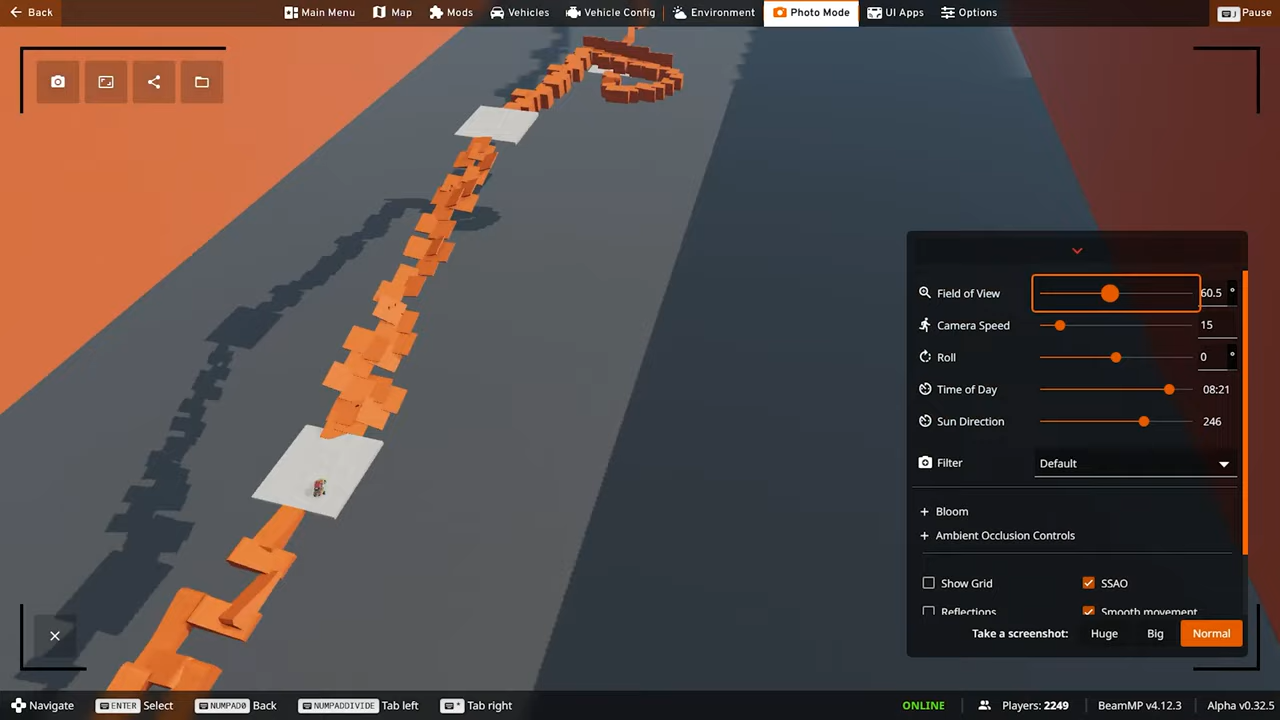 Back
Main Menu
Map
Mods
Vehicles
Vehicle Config
Environment
Photo Mode
UI Apps
Options
Pause
Field of View
60.5 °
Camera Speed
15
Roll
0 °
Time of Day
08:21
Sun Direction
246
Filter
Default
+ Bloom
+ Ambient Occlusion Controls
Show Grid
SSAO
Reflections
Smooth movement
Take a screenshot:
Huge
Big
Normal
Navigate
ENTER Select
NUMPAD0 Back
NUMPADDIVIDE Tab left
* Tab right
ONLINE
Players: 2249
BeamMP v4.12.3
Alpha v0.32.5